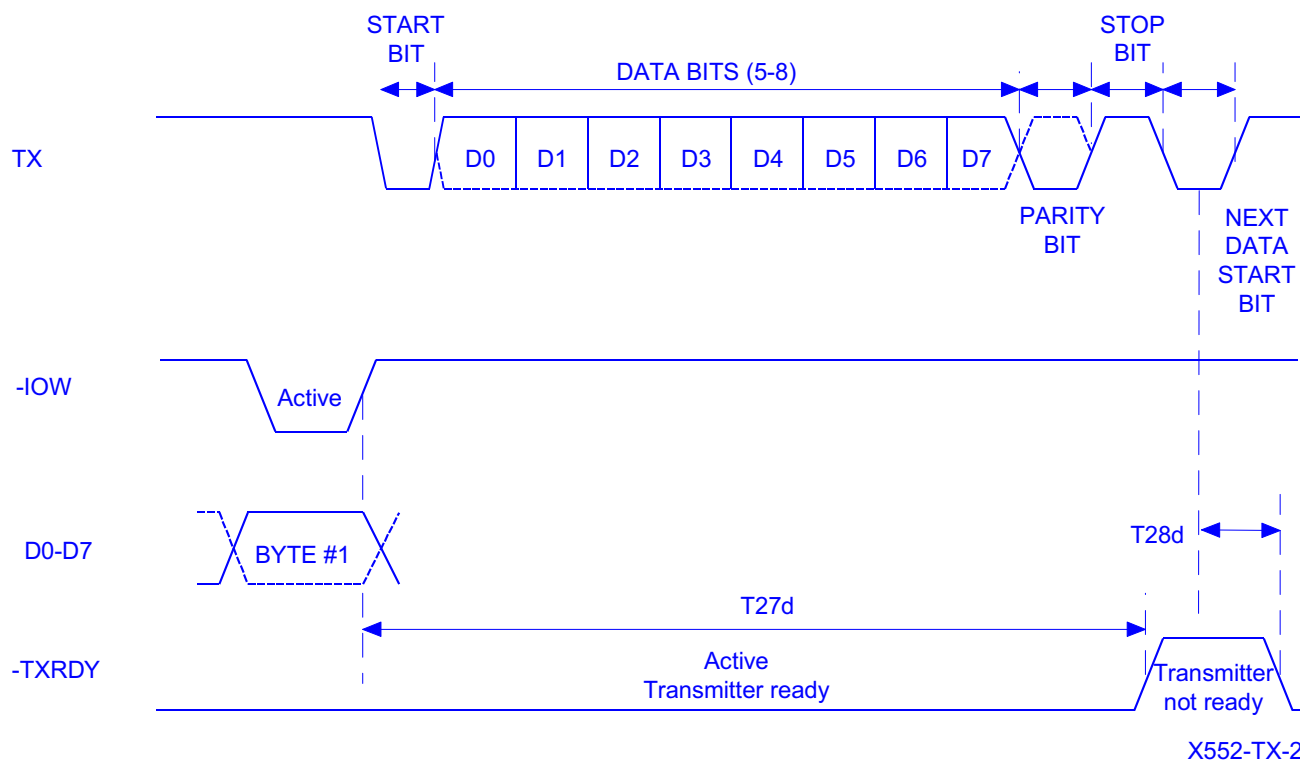 START
BIT
DATA BITS (5-8)
STOP
BIT
TX
D0 D1 D2 D3 D4 D5 D6 D7
PARITY
BIT
NEXT
DATA
START
BIT
-IOW
Active
D0-D7
BYTE #1
T28d
T27d
-TXRDY
Active
Transmitter ready
Transmitter
not ready
X552-TX-2